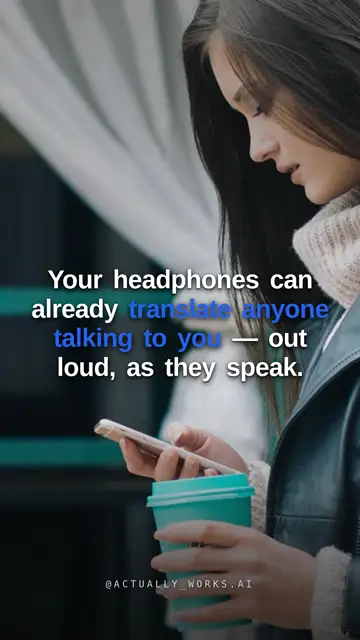 Your headphones can
already translate anyone
talking to you — out
loud, as they speak.
@ACTUALLY_WORKS.AI